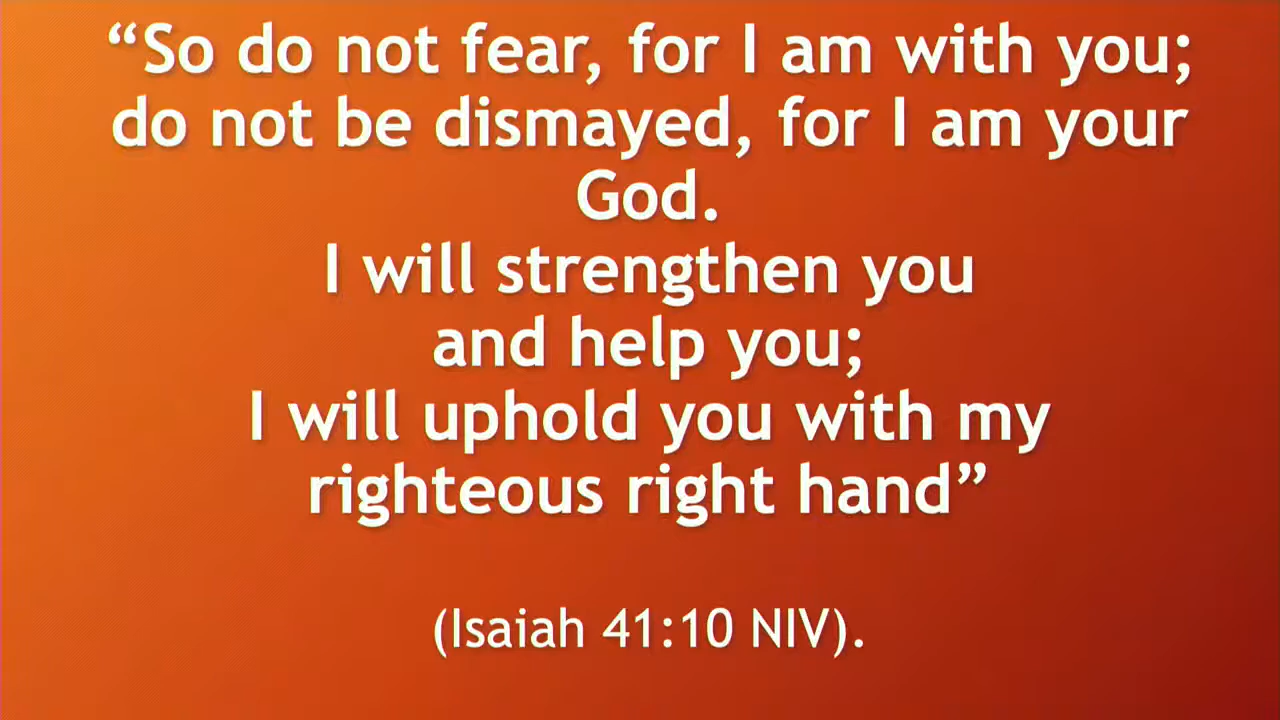 “So do not fear, for I am with you;
do not be dismayed, for I am your
God.
I will strengthen you
and help you;
I will uphold you with my
righteous right hand”
(Isaiah 41:10 NIV).